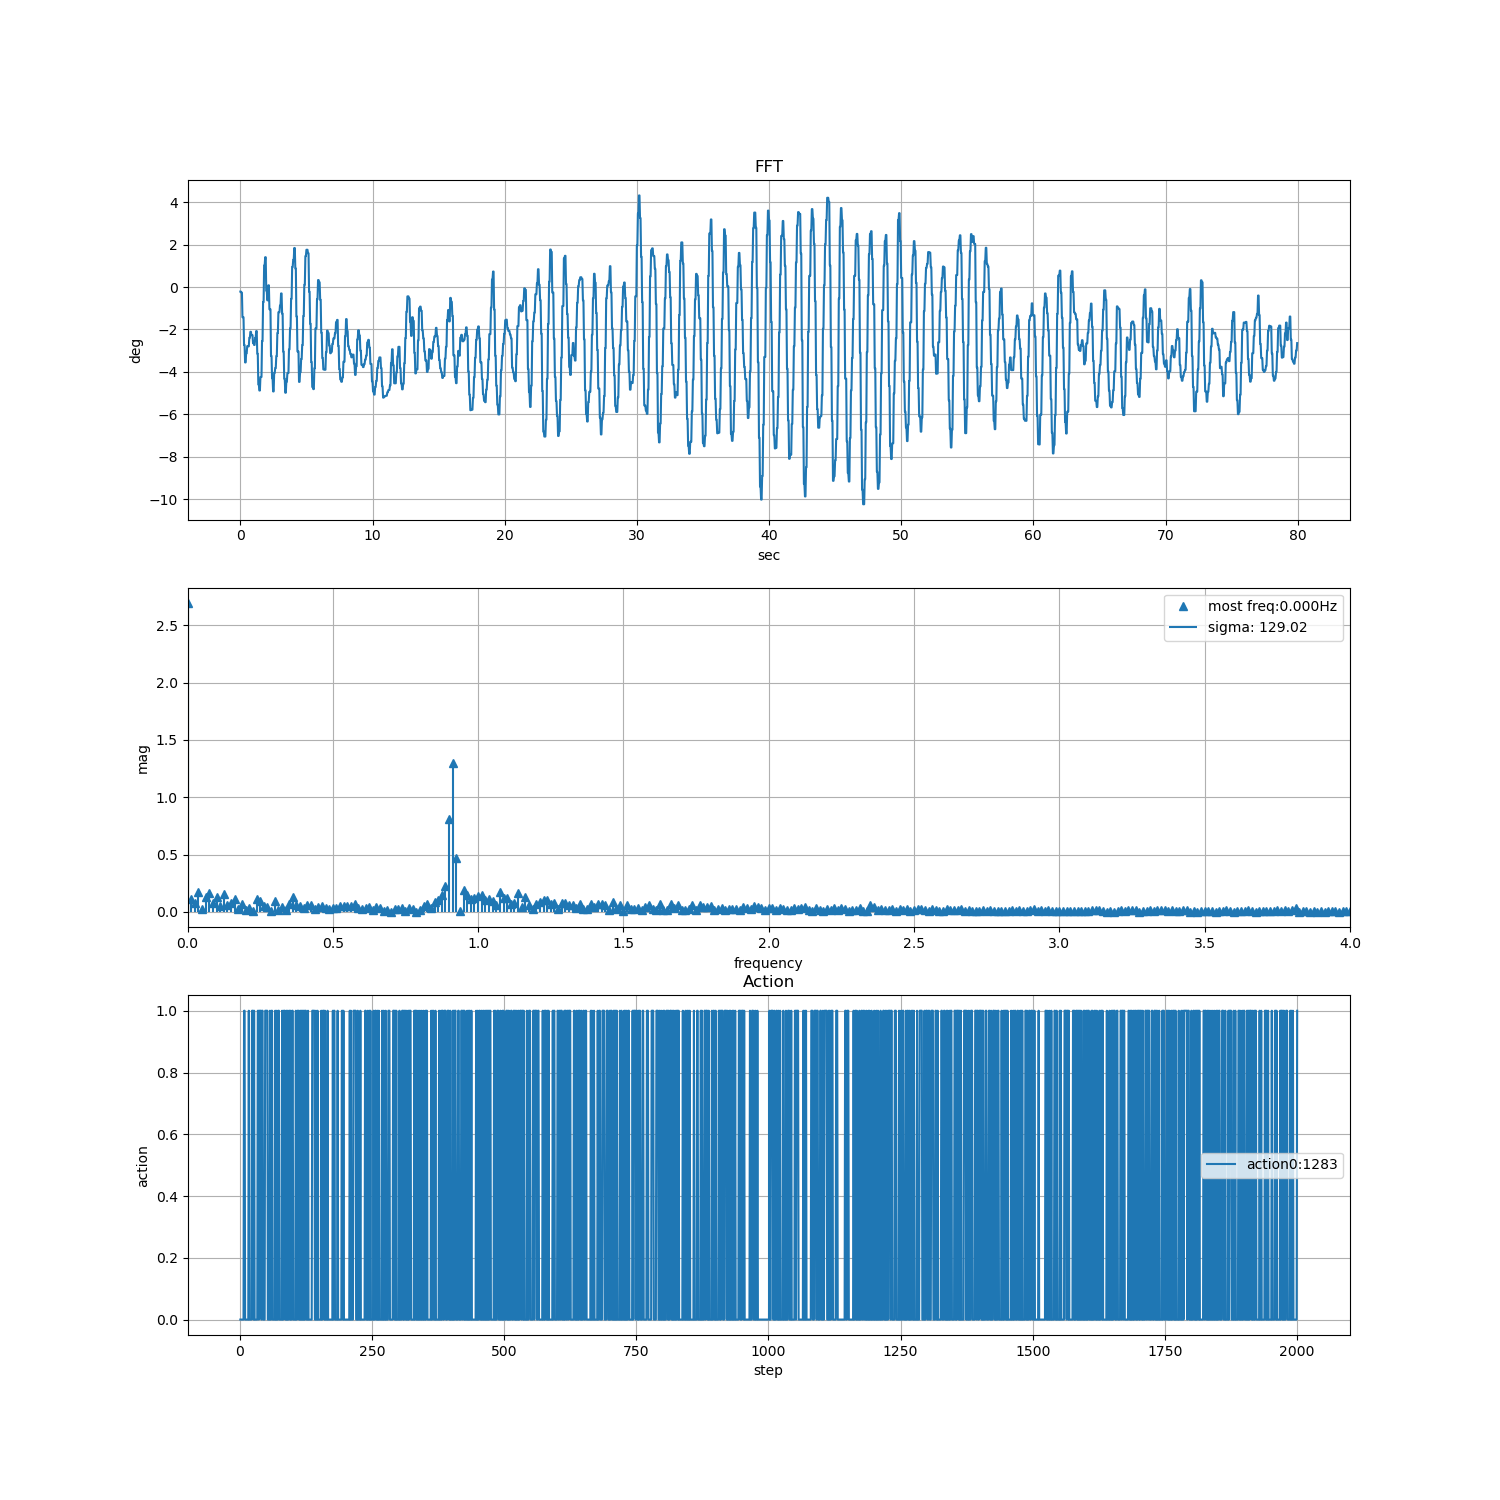 FFT
4
2
0
−2
−4
−6
−8
−10
deg
0 10 20 30 40 50 60 70 80
sec
2.5
2.0
1.5
1.0
0.5
0.0
mag
most freq:0.000Hz
sigma: 129.02
0.0 0.5 1.0 1.5 2.0 2.5 3.0 3.5 4.0
frequency
Action
1.0
0.8
0.6
0.4
0.2
0.0
action
action0:1283
0 250 500 750 1000 1250 1500 1750 2000
step